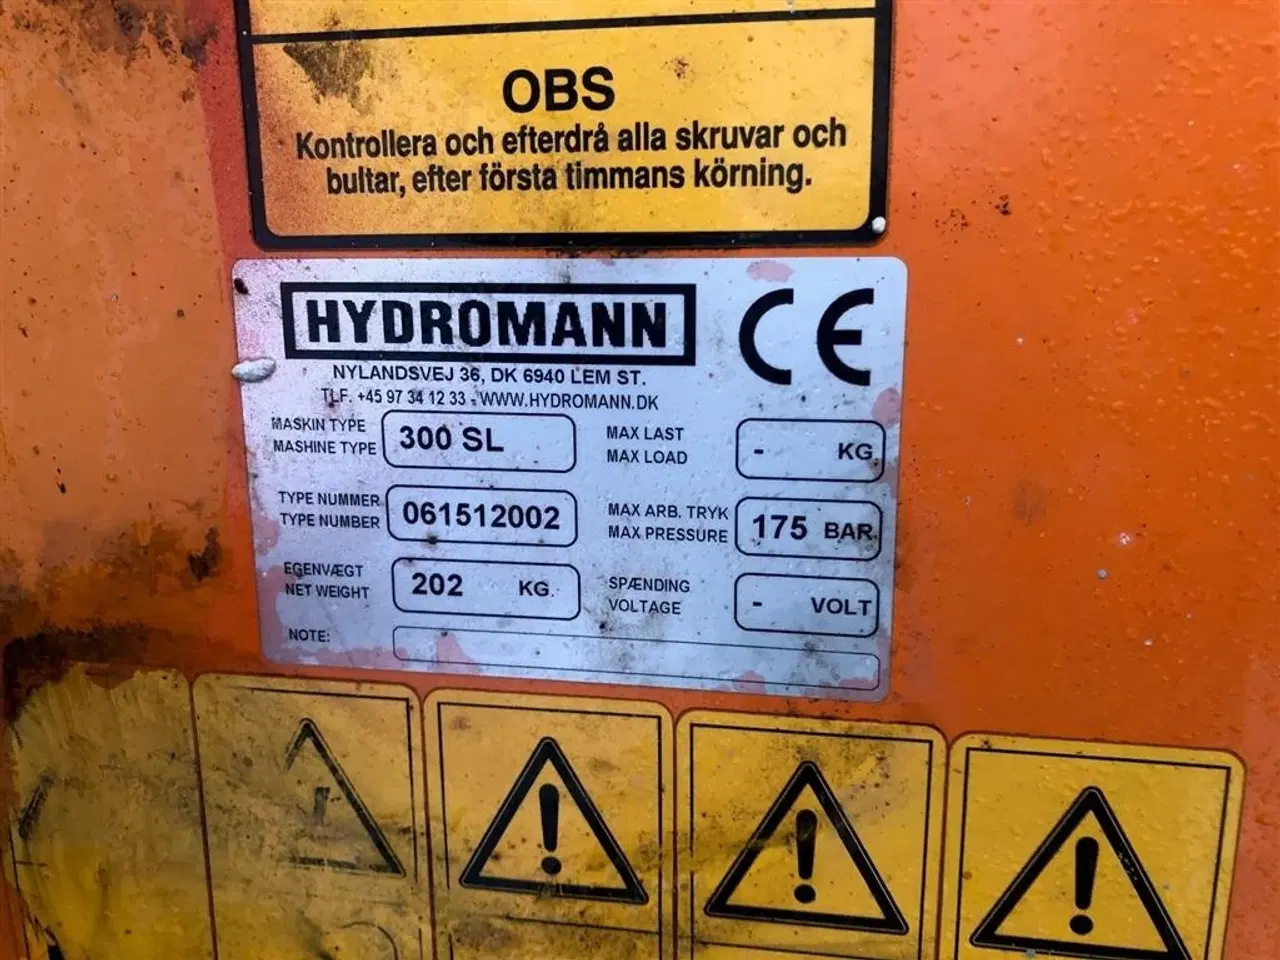 OBS
Kontrollera och efterdrå alla skruvar och
bultar, efter första timmans körning.
HYDROMANN CE
NYLANDSVEJ 36, DK 6940 LEM ST.
TLF. +45 97 34 12 33 - WWW.HYDROMANN.DK
MASKIN TYPE
MASHINE TYPE
300 SL
MAX LAST
MAX LOAD
- KG.
TYPE NUMMER
TYPE NUMBER
061512002
MAX ARB. TRYK
MAX PRESSURE
175 BAR
EGENVÆGT
NET WEIGHT
202 KG.
SPÆNDING
VOLTAGE
- VOLT
NOTE: